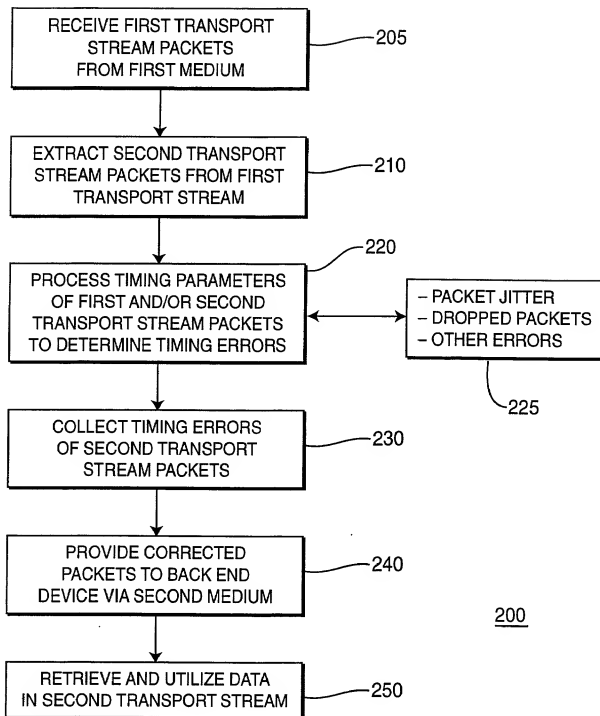 RECEIVE FIRST TRANSPORT
STREAM PACKETS
FROM FIRST MEDIUM
205
EXTRACT SECOND TRANSPORT
STREAM PACKETS FROM FIRST
TRANSPORT STREAM
210
220
PROCESS TIMING PARAMETERS
OF FIRST AND/OR SECOND
TRANSPORT STREAM PACKETS
TO DETERMINE TIMING ERRORS
– PACKET JITTER
– DROPPED PACKETS
– OTHER ERRORS
225
COLLECT TIMING ERRORS
OF SECOND TRANSPORT
STREAM PACKETS
230
PROVIDE CORRECTED
PACKETS TO BACK END
DEVICE VIA SECOND MEDIUM
240
200
RETRIEVE AND UTILIZE DATA
IN SECOND TRANSPORT STREAM
250